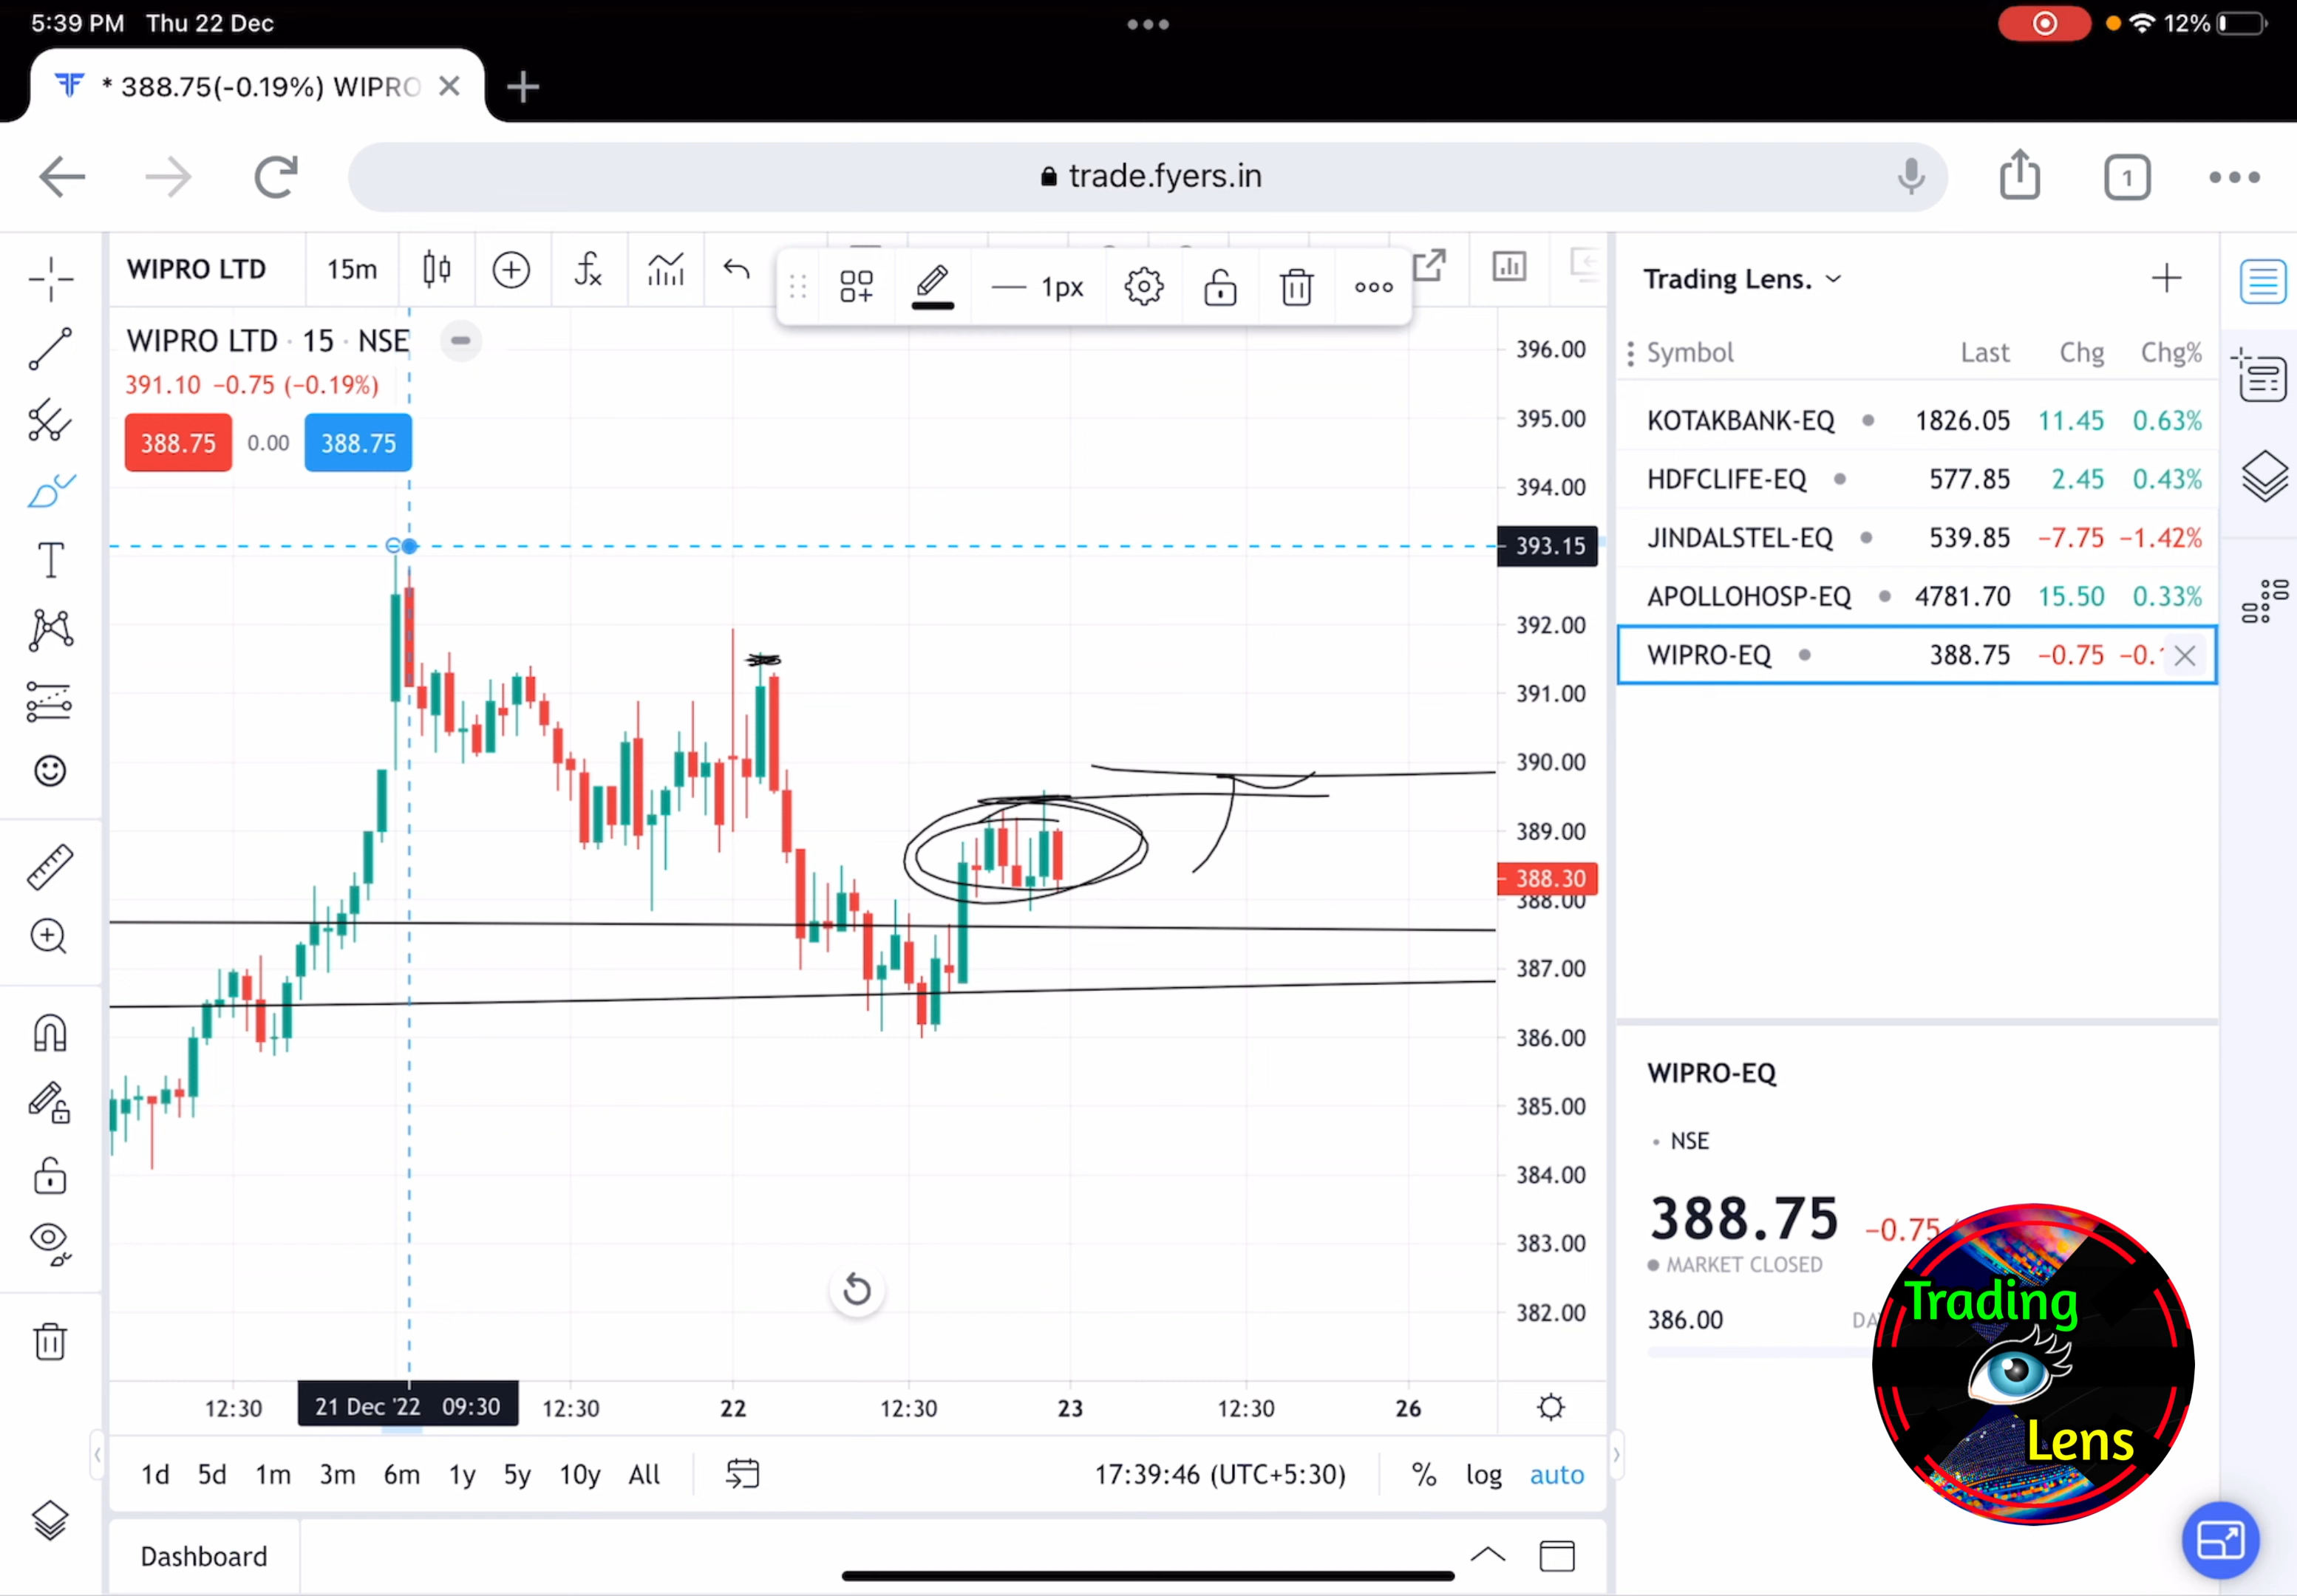 5:39 PM Thu 22 Dec
12%
* 388.75(-0.19%) WIPRO
trade.fyers.in
1
WIPRO LTD 15m
1px
WIPRO LTD · 15 · NSE
391.10 −0.75 (−0.19%)
388.75 0.00 388.75
396.00
395.00
394.00
393.15
392.00
391.00
390.00
389.00
388.30
388.00
387.00
386.00
385.00
384.00
383.00
382.00
12:30 21 Dec '22 09:30 12:30 22 12:30 23 12:30 26
1d 5d 1m 3m 6m 1y 5y 10y All
17:39:46 (UTC+5:30) % log auto
Dashboard
Trading Lens.
Symbol Last Chg Chg%
KOTAKBANK-EQ 1826.05 11.45 0.63%
HDFCLIFE-EQ 577.85 2.45 0.43%
JINDALSTEL-EQ 539.85 −7.75 −1.42%
APOLLOHOSP-EQ 4781.70 15.50 0.33%
WIPRO-EQ 388.75 −0.75 −0.
WIPRO-EQ
• NSE
388.75 −0.75
MARKET CLOSED
386.00
Trading
Lens